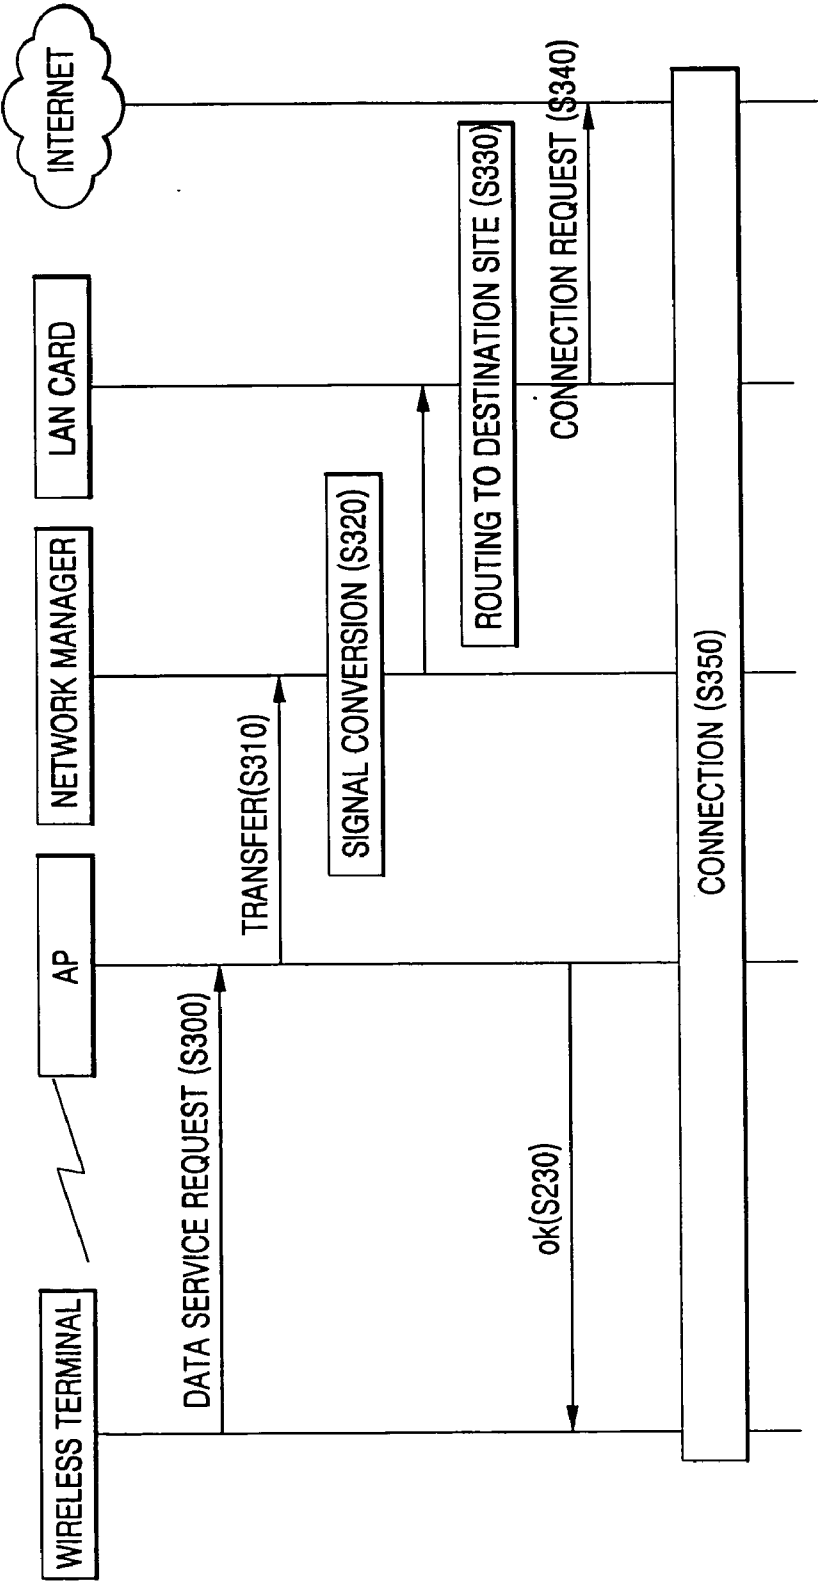 WIRELESS TERMINAL
AP
NETWORK MANAGER
LAN CARD
INTERNET
DATA SERVICE REQUEST (S300)
TRANSFER(S310)
SIGNAL CONVERSION (S320)
ROUTING TO DESTINATION SITE (S330)
ok(S230)
CONNECTION REQUEST (S340)
CONNECTION (S350)